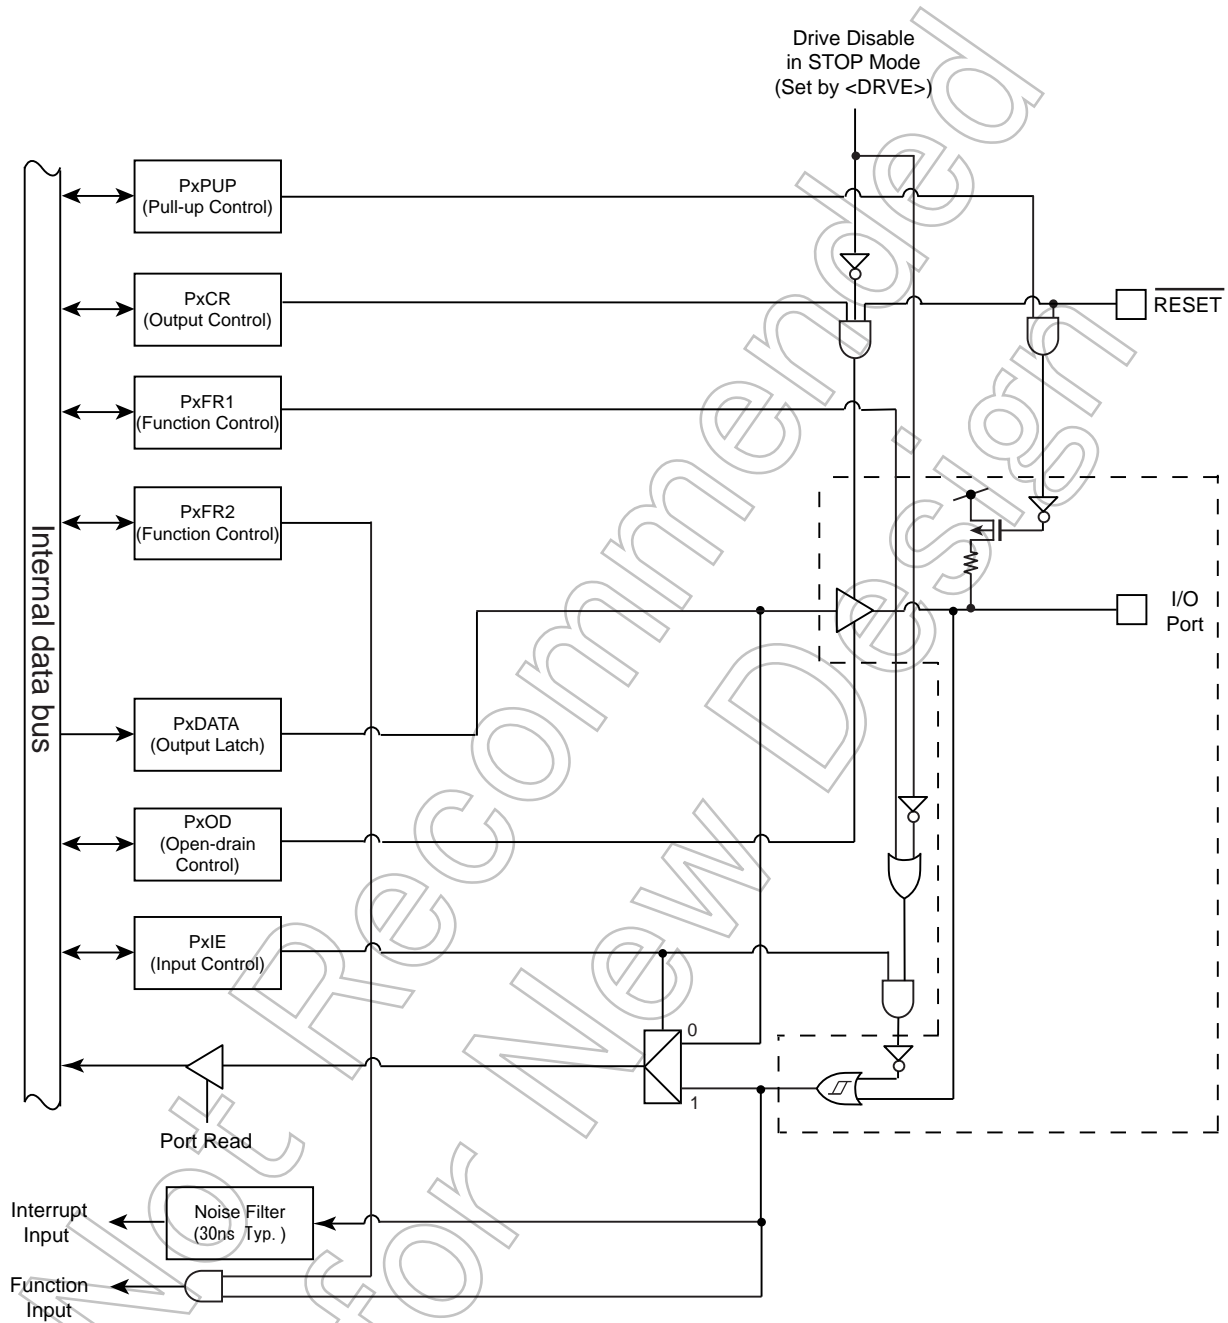 Drive Disable
in STOP Mode
(Set by <DRVE>)
PxPUP
(Pull-up Control)
PxCR
(Output Control)
RESET
PxFR1
(Function Control)
PxFR2
(Function Control)
Internal data bus
I/O
Port
PxDATA
(Output Latch)
PxOD
(Open-drain
Control)
PxIE
(Input Control)
0
1
Port Read
Interrupt
Input
Noise Filter
(30ns Typ.)
Function
Input
Not Recommended
for New Design